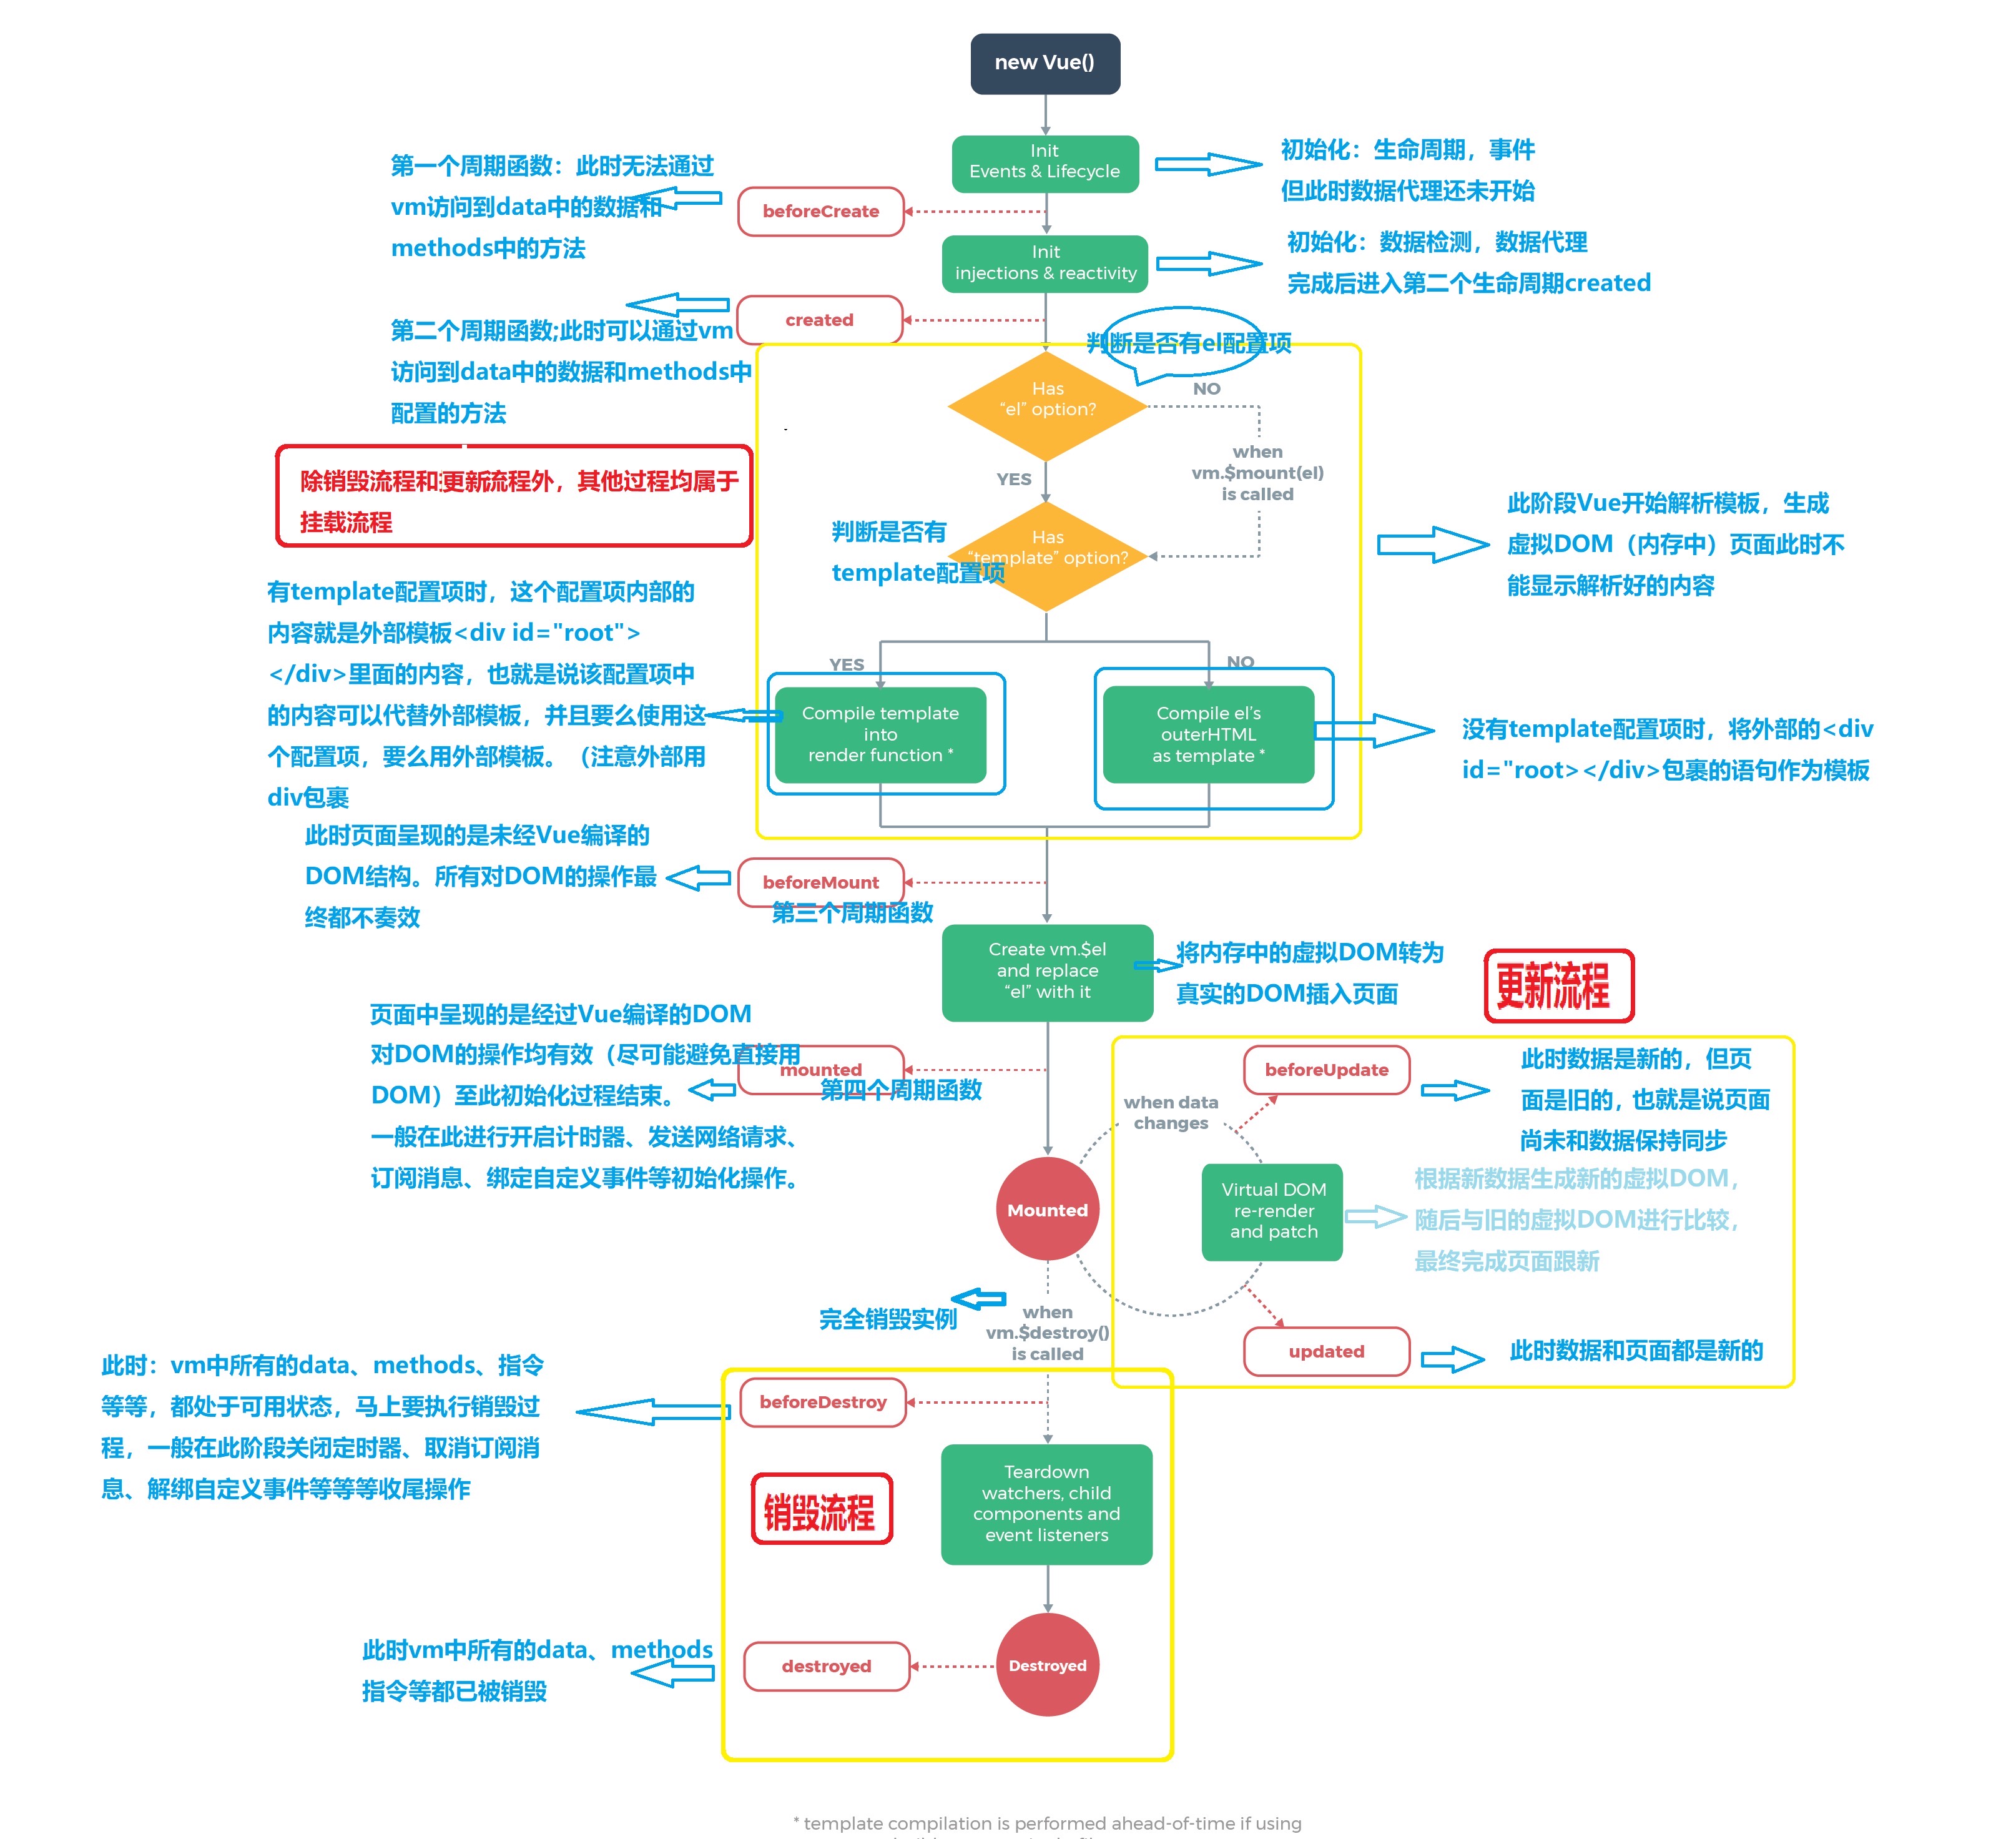 new Vue()
Init
Events & Lifecycle
初始化：生命周期，事件
但此时数据代理还未开始
第一个周期函数：此时无法通过
vm访问到data中的数据和
methods中的方法
beforeCreate
Init
injections & reactivity
初始化：数据检测，数据代理
完成后进入第二个生命周期created
created
第二个周期函数;此时可以通过vm
访问到data中的数据和methods中
配置的方法
判断是否有el配置项
Has
“el” option?
NO
when
vm.$mount(el)
is called
YES
除销毁流程和更新流程外，其他过程均属于
挂载流程
判断是否有
template配置项
Has
“template” option?
此阶段Vue开始解析模板，生成
虚拟DOM（内存中）页面此时不
能显示解析好的内容
有template配置项时，这个配置项内部的
内容就是外部模板<div id="root">
</div>里面的内容，也就是说该配置项中
的内容可以代替外部模板，并且要么使用这
个配置项，要么用外部模板。（注意外部用
div包裹
YES
NO
Compile template
into
render function *
Compile el’s
outerHTML
as template *
没有template配置项时，将外部的<div
id="root></div>包裹的语句作为模板
此时页面呈现的是未经Vue编译的
DOM结构。所有对DOM的操作最
终都不奏效
beforeMount
第三个周期函数
Create vm.$el
and replace
“el” with it
将内存中的虚拟DOM转为
真实的DOM插入页面
更新流程
页面中呈现的是经过Vue编译的DOM
对DOM的操作均有效（尽可能避免直接用
DOM）至此初始化过程结束。
一般在此进行开启计时器、发送网络请求、
订阅消息、绑定自定义事件等初始化操作。
mounted
第四个周期函数
beforeUpdate
此时数据是新的，但页
面是旧的，也就是说页面
尚未和数据保持同步
when data
changes
Mounted
Virtual DOM
re-render
and patch
根据新数据生成新的虚拟DOM，
随后与旧的虚拟DOM进行比较，
最终完成页面跟新
完全销毁实例
when
vm.$destroy()
is called
updated
此时数据和页面都是新的
此时：vm中所有的data、methods、指令
等等，都处于可用状态，马上要执行销毁过
程，一般在此阶段关闭定时器、取消订阅消
息、解绑自定义事件等等等收尾操作
beforeDestroy
销毁流程
Teardown
watchers, child
components and
event listeners
此时vm中所有的data、methods
指令等都已被销毁
destroyed
Destroyed
* template compilation is performed ahead-of-time if using